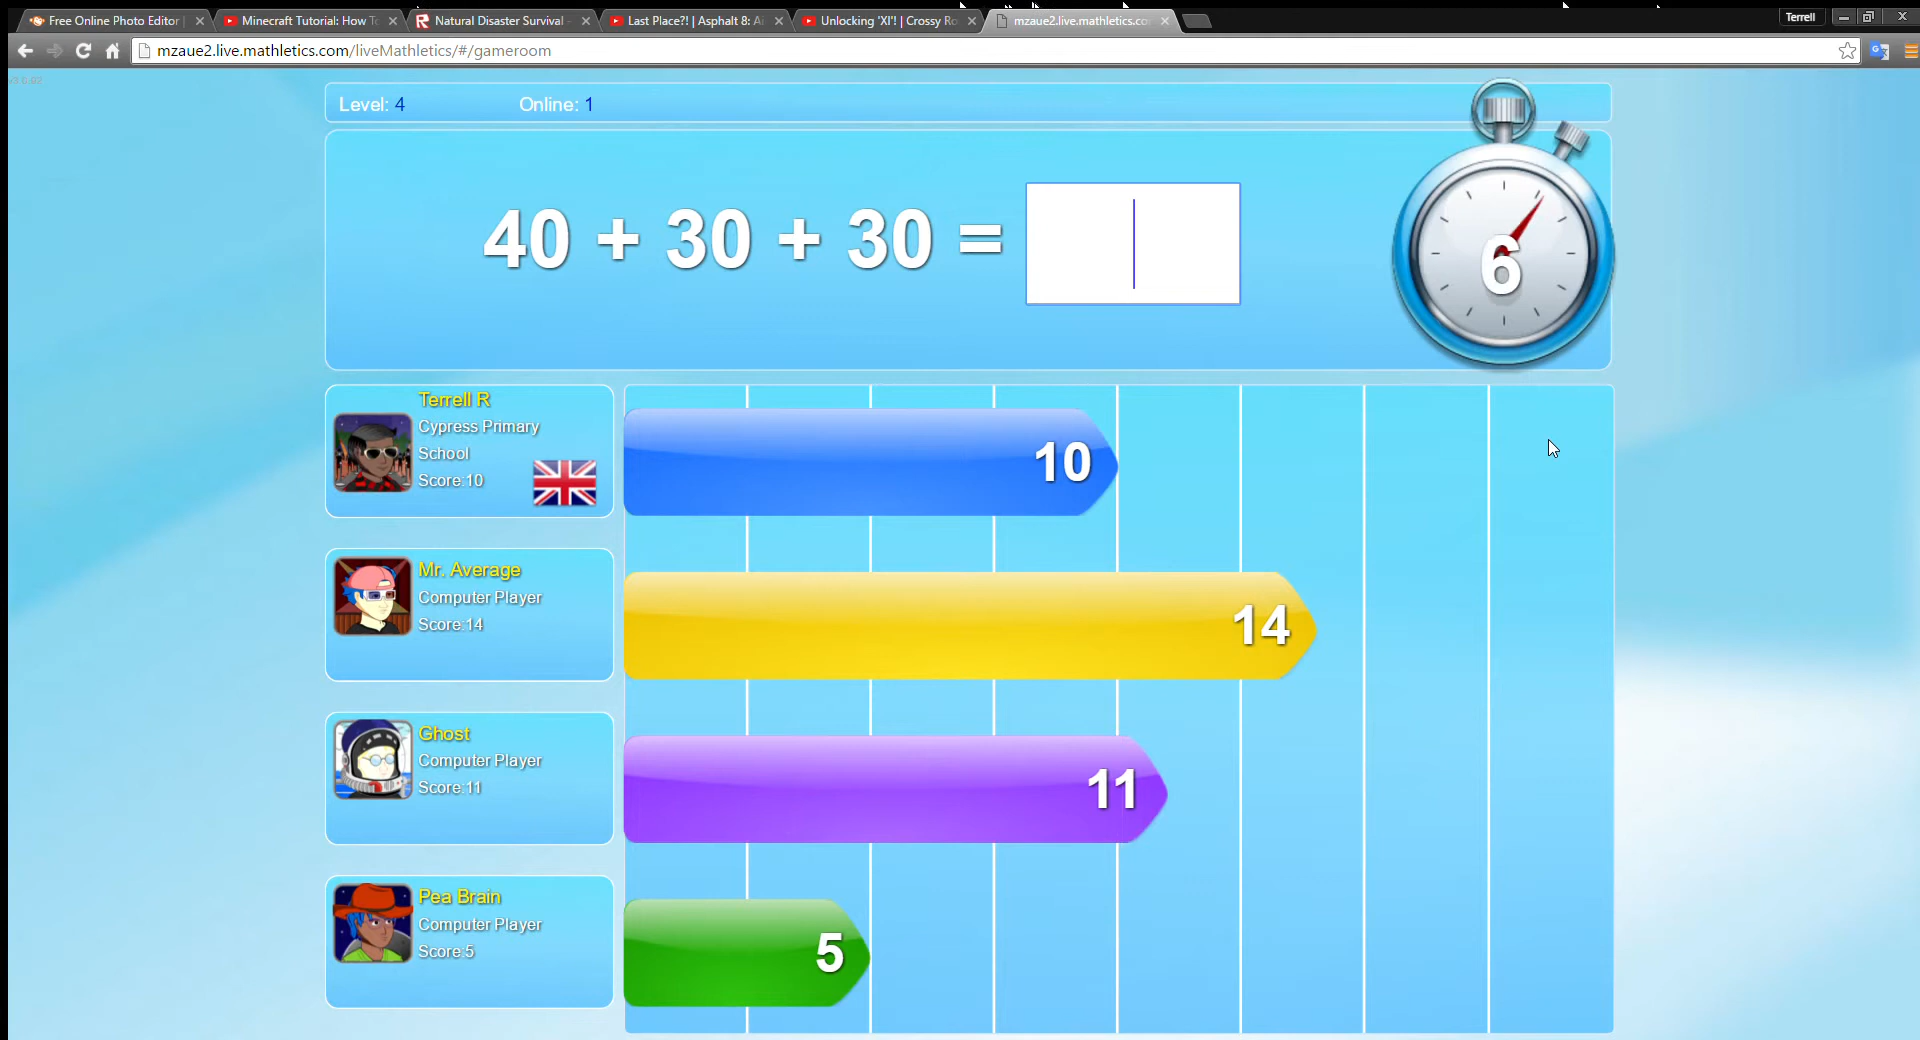 Free Online Photo Editor
Minecraft Tutorial: How To
Natural Disaster Survival -
Last Place?! | Asphalt 8: Ai
Unlocking 'XI'! | Crossy Ro
mzaue2.live.mathletics.co
Terrell
mzaue2.live.mathletics.com/liveMathletics/#/gameroom
Level: 4
Online: 1
40 + 30 + 30 =
6
Terrell R
Cypress Primary
School
Score:10
10
Mr. Average
Computer Player
Score:14
14
Ghost
Computer Player
Score:11
11
Pea Brain
Computer Player
Score:5
5